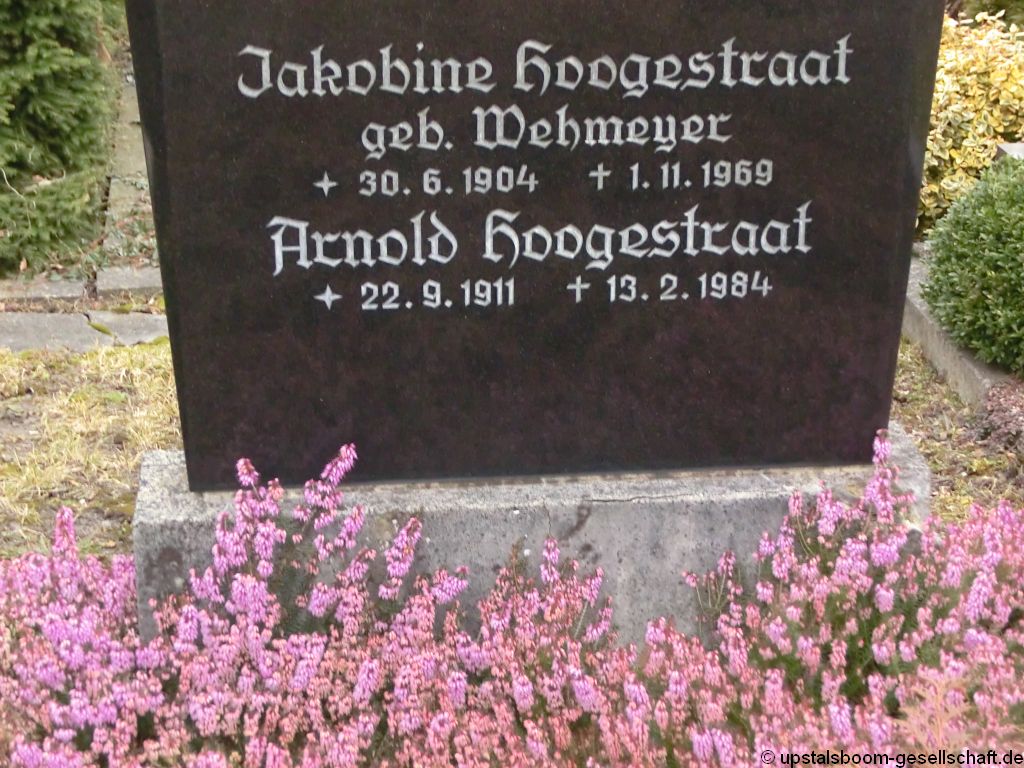 Jakobine Hoogestraat
geb. Wehmeyer
✦ 30. 6. 1904 † 1. 11. 1969
Arnold Hoogestraat
✦ 22. 9. 1911 † 13. 2. 1984
© upstalsboom-gesellschaft.de